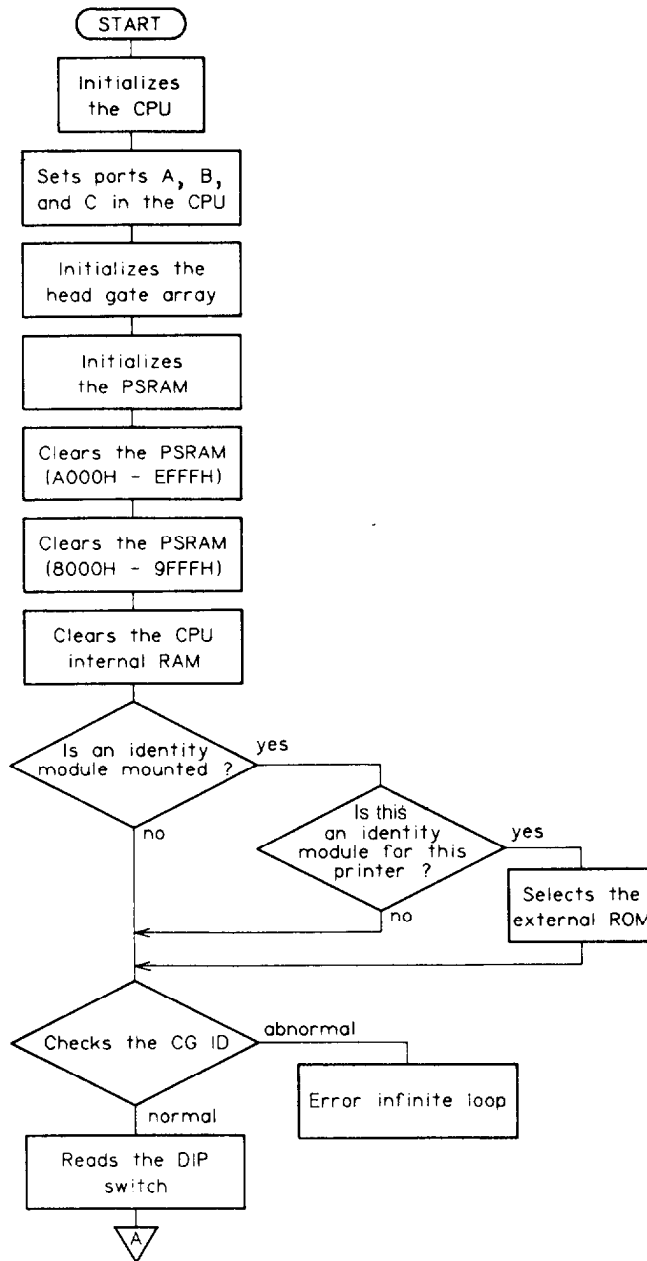 START
Initializes
the CPU
Sets ports A, B,
and C in the CPU
Initializes the
head gate array
Initializes
the PSRAM
Clears the PSRAM
(A000H - EFFFH)
Clears the PSRAM
(8000H - 9FFFH)
Clears the CPU
internal RAM
Is an identity
module mounted ?
yes
no
Is this
an identity
module for this
printer ?
yes
no
Selects the
external ROM
Checks the CG ID
abnormal
normal
Error infinite loop
Reads the DIP
switch
A